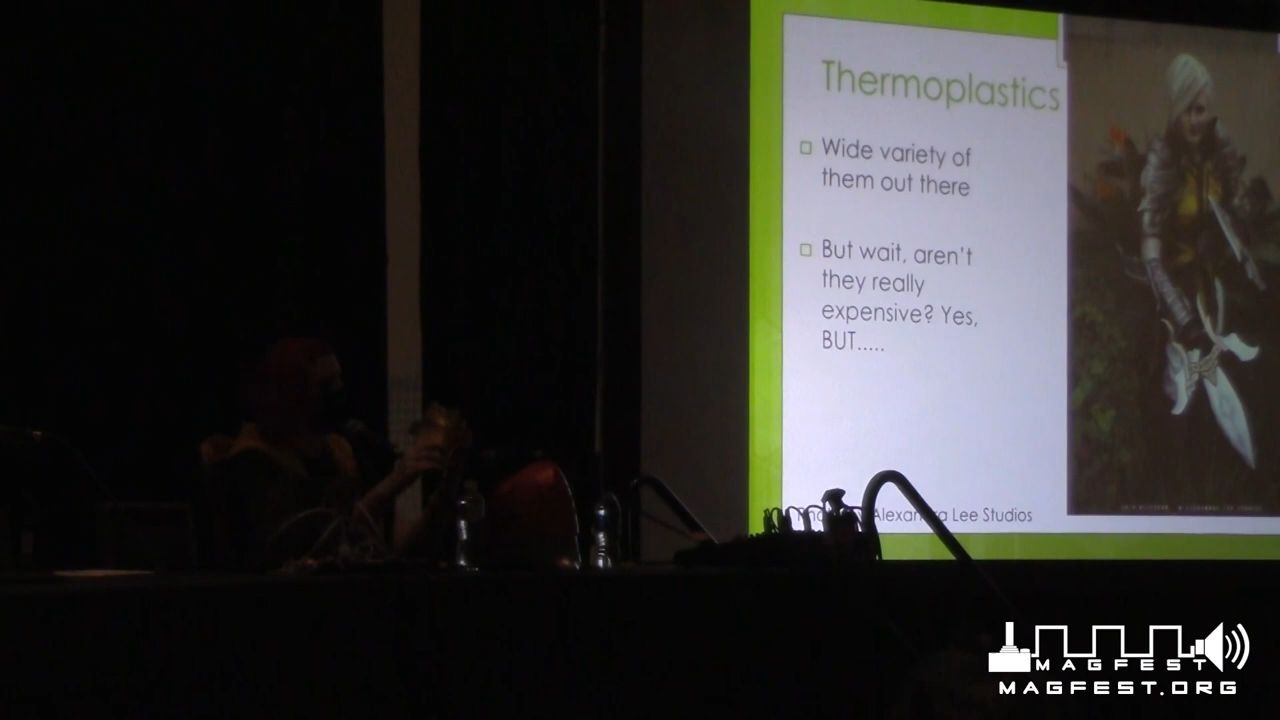 Thermoplastics
Wide variety of
them out there
But wait, aren't
they really
expensive? Yes,
BUT.....
Alexandra Lee Studios
MAGFEST
MAGFEST.ORG